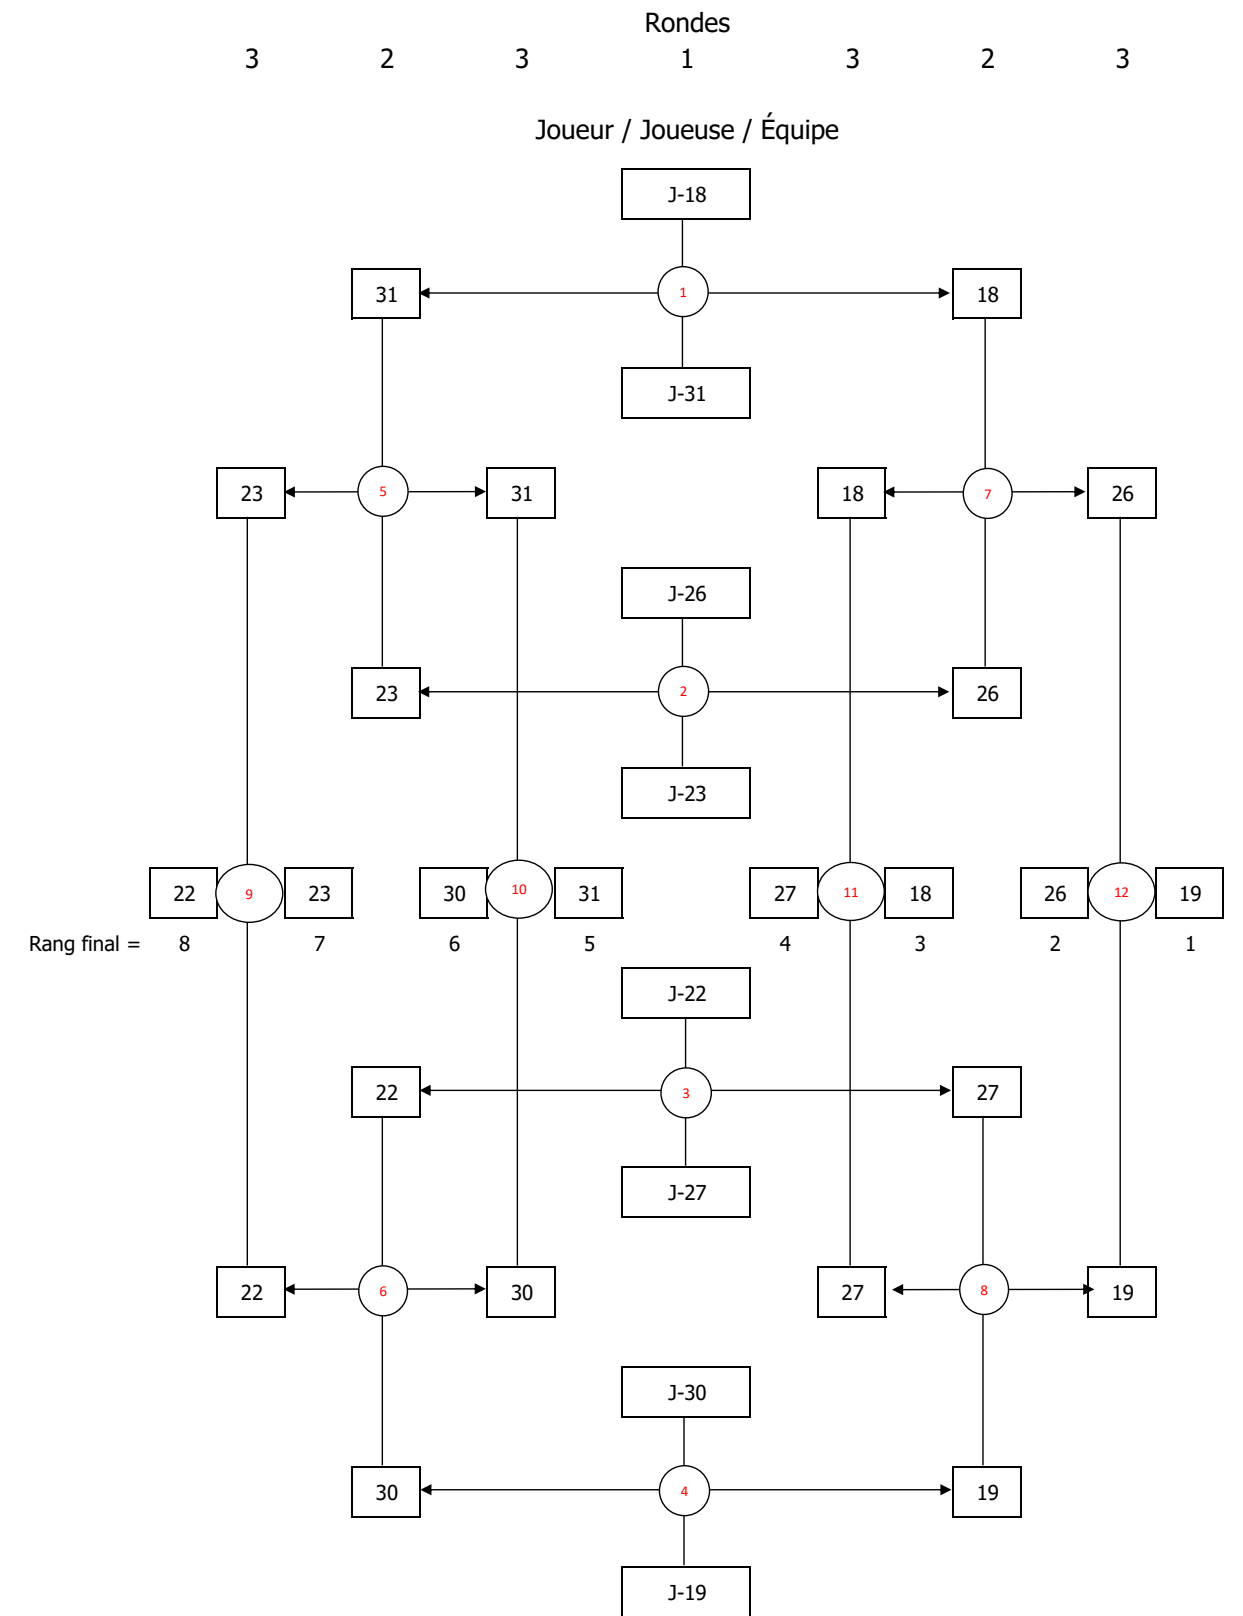 Rondes
3 2 3 1 3 2 3
Joueur / Joueuse / Équipe
J-18
31 1 18
J-31
23 5 31 18 7 26
J-26
23 2 26
J-23
22 9 23 30 10 31 27 11 18 26 12 19
Rang final = 8 7 6 5 4 3 2 1
J-22
22 3 27
J-27
22 6 30 27 8 19
J-30
30 4 19
J-19